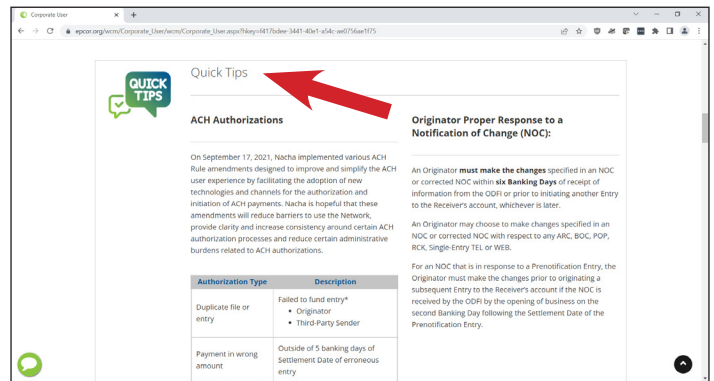 Corporate User
epcor.org/wcm/Corporate_User/wcm/Corporate_User.aspx?hkey=f417bdee-3441-40e1-a54c-ae0756ae1f75
QUICK
TIPS
Quick Tips
ACH Authorizations
On September 17, 2021, Nacha implemented various ACH
Rule amendments designed to improve and simplify the ACH
user experience by facilitating the adoption of new
technologies and channels for the authorization and
initiation of ACH payments. Nacha is hopeful that these
amendments will reduce barriers to use the Network,
provide clarity and increase consistency around certain ACH
authorization processes and reduce certain administrative
burdens related to ACH authorizations.
Authorization Type Description
Duplicate file or
entry
Failed to fund entry*
• Originator
• Third-Party Sender
Payment in wrong
amount
Outside of 5 banking days of
Settlement Date of erroneous
entry
Originator Proper Response to a
Notification of Change (NOC):
An Originator must make the changes specified in an NOC
or corrected NOC within six Banking Days of receipt of
information from the ODFI or prior to initiating another Entry
to the Receiver's account, whichever is later.
An Originator may choose to make changes specified in an
NOC or corrected NOC with respect to any ARC, BOC, POP,
RCK, Single-Entry TEL or WEB.
For an NOC that is in response to a Prenotification Entry, the
Originator must make the changes prior to originating a
subsequent Entry to the Receiver's account if the NOC is
received by the ODFI by the opening of business on the
second Banking Day following the Settlement Date of the
Prenotification Entry.